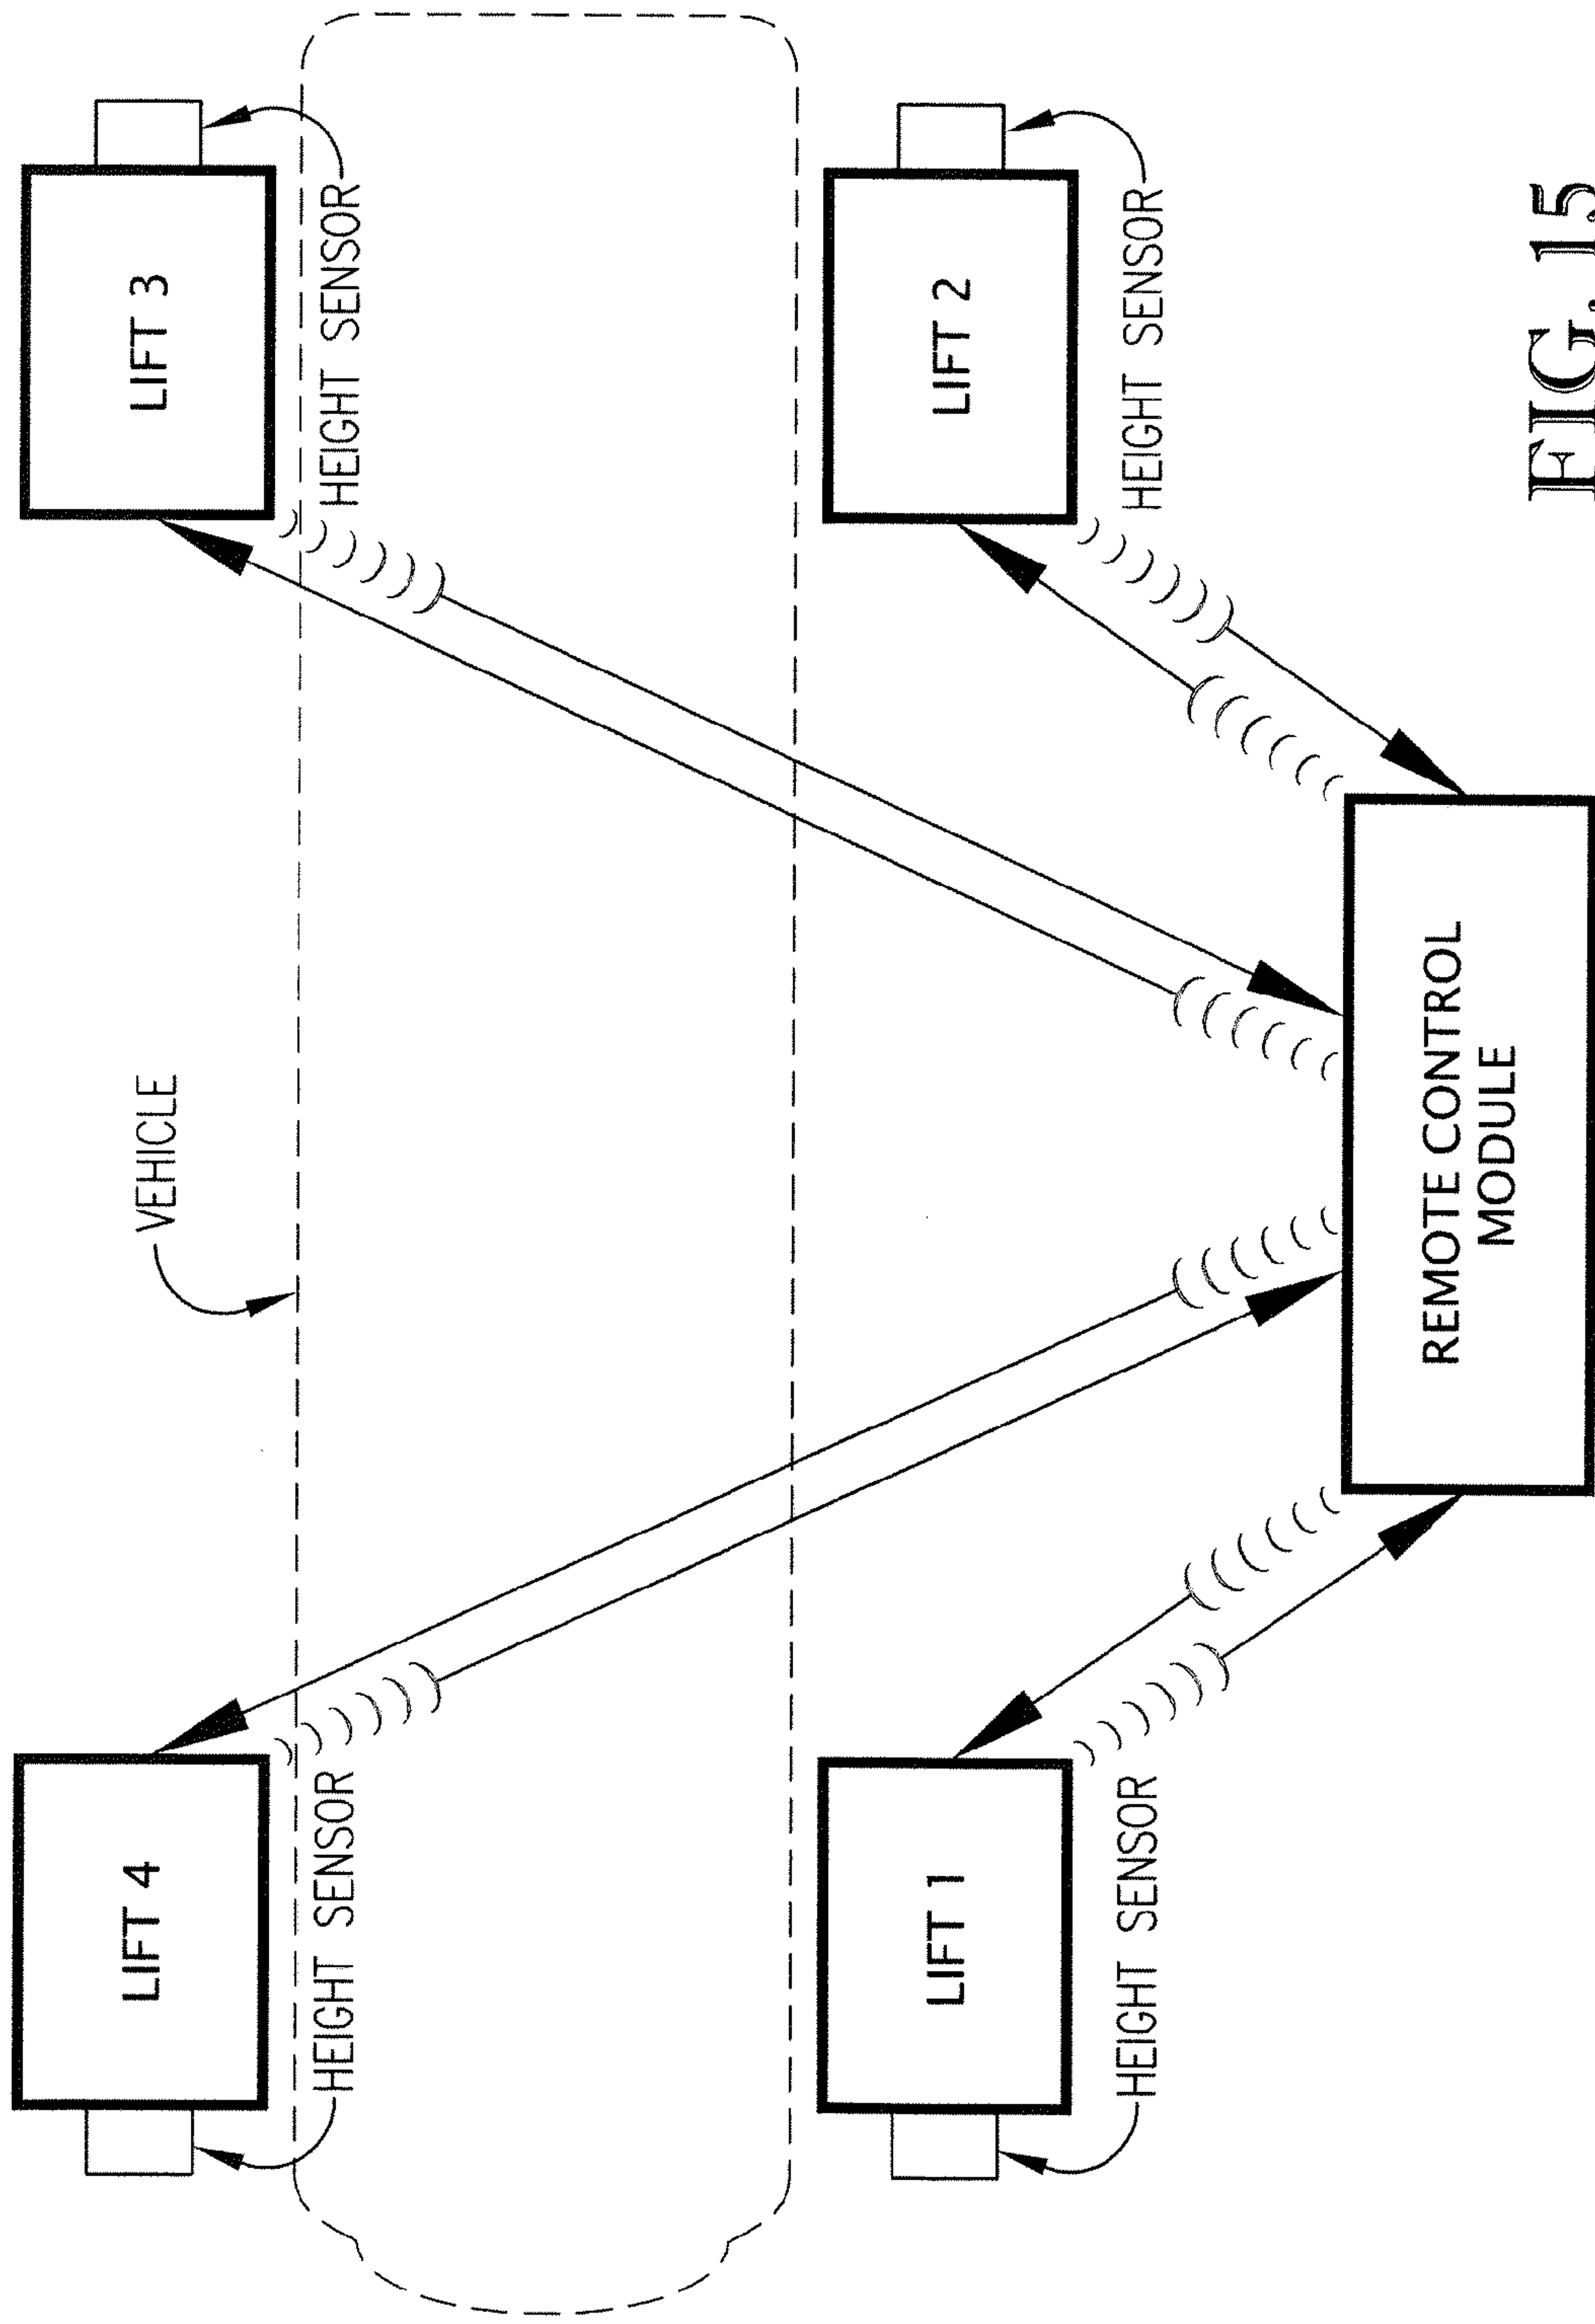 LIFT 4
HEIGHT SENSOR
VEHICLE
LIFT 3
HEIGHT SENSOR
LIFT 1
HEIGHT SENSOR
LIFT 2
HEIGHT SENSOR
REMOTE CONTROL
MODULE
FIG. 15